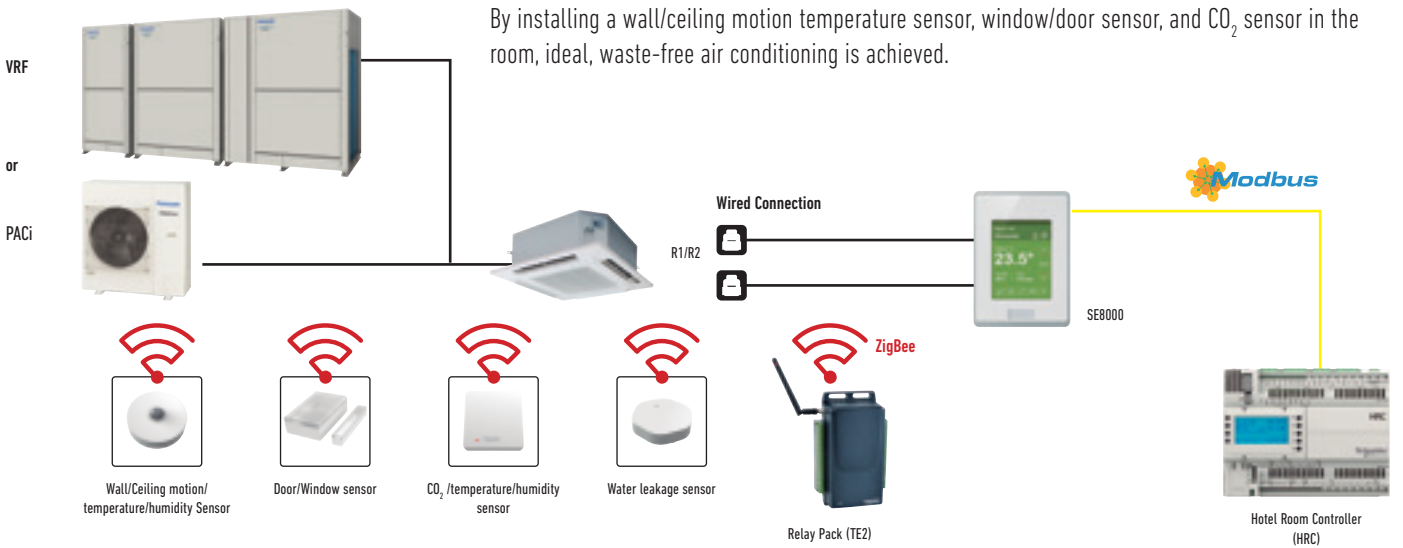 By installing a wall/ceiling motion temperature sensor, window/door sensor, and CO₂ sensor in the
room, ideal, waste-free air conditioning is achieved.
VRF
or
PACi
Wired Connection
R1/R2
Modbus
23.5°
SE8000
ZigBee
HRC
Wall/Ceiling motion/
temperature/humidity Sensor
Door/Window sensor
CO₂ /temperature/humidity
sensor
Water leakage sensor
Relay Pack (TE2)
Hotel Room Controller
(HRC)